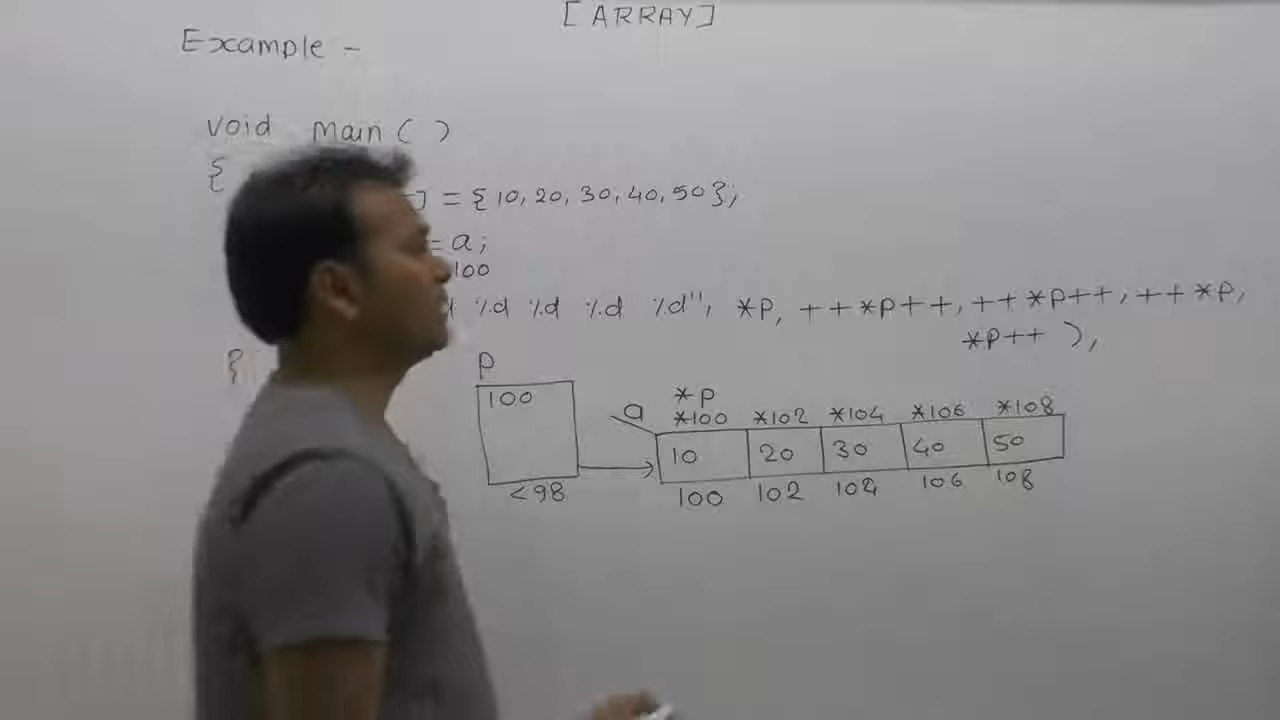 [ARRAY]
Example -
void main( )
{
] = {10, 20, 30, 40, 50};
= a;
100
%d %d %d %d", *p, ++*p++, ++*p++, ++*p,
*p++ ),
}
p
100
<98
a
*p
*100 *102 *104 *106 *108
10 20 30 40 50
100 102 104 106 108